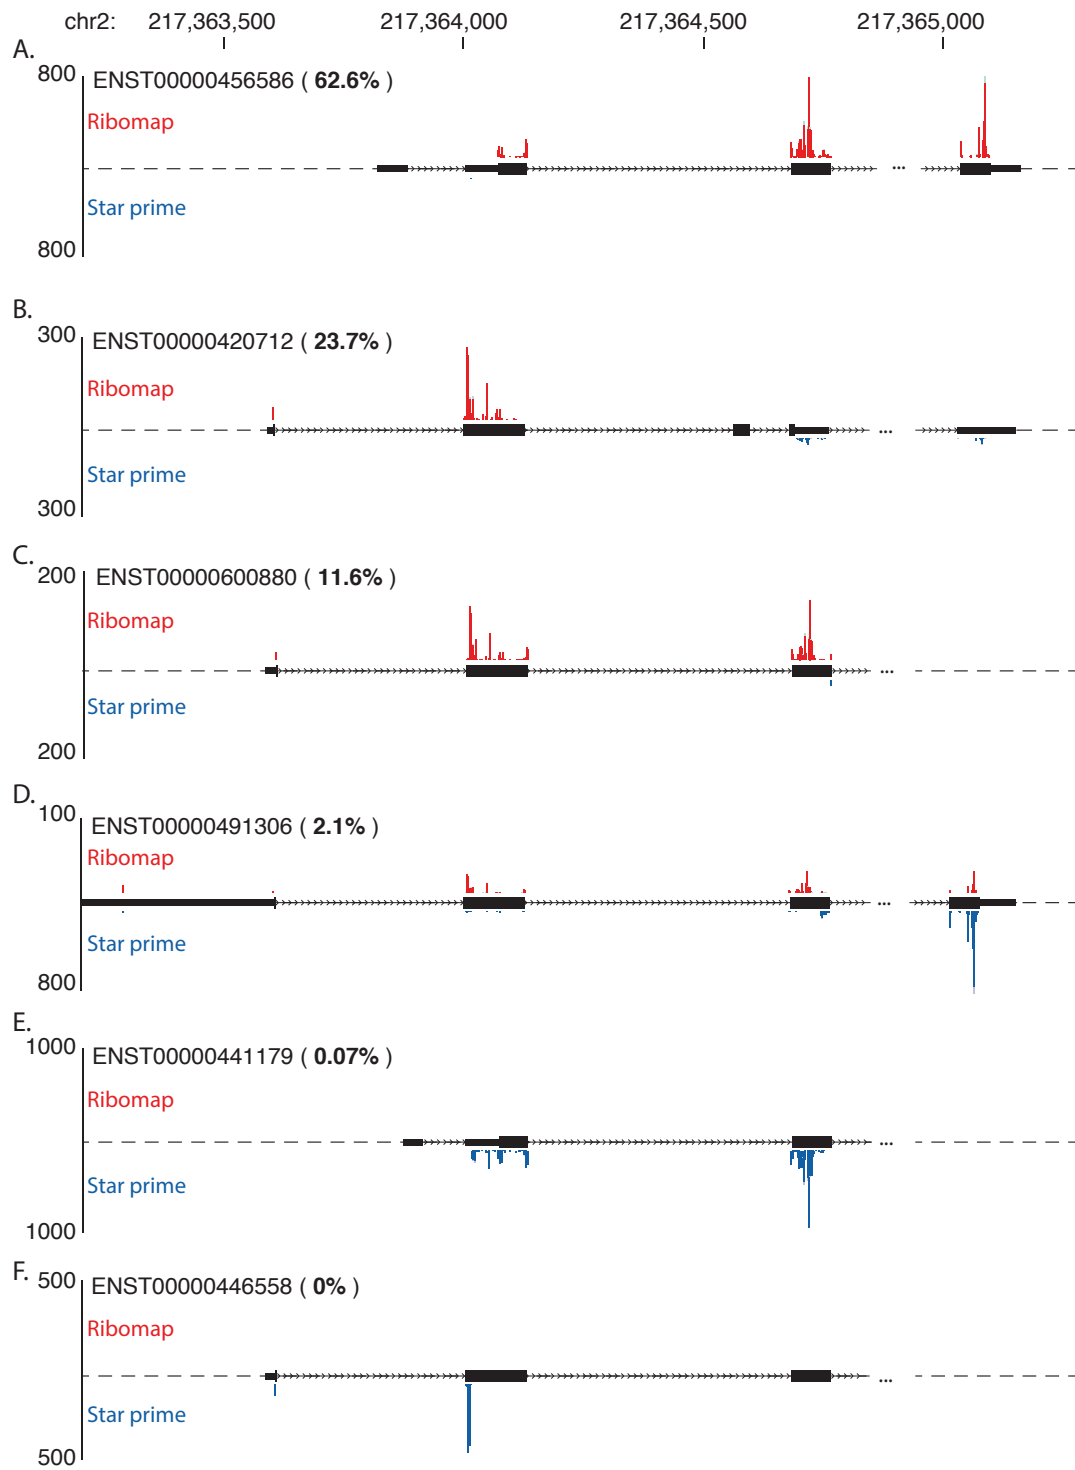 chr2: 217,363,500 217,364,000 217,364,500 217,365,000
A.
800 ENST00000456586 ( 62.6% )
Ribomap
...
Star prime
800
B.
300 ENST00000420712 ( 23.7% )
Ribomap
...
Star prime
300
C.
200 ENST00000600880 ( 11.6% )
Ribomap
...
Star prime
200
D.
100 ENST00000491306 ( 2.1% )
Ribomap
...
Star prime
800
E.
1000 ENST00000441179 ( 0.07% )
Ribomap
...
Star prime
1000
F.
500 ENST00000446558 ( 0% )
Ribomap
...
Star prime
500